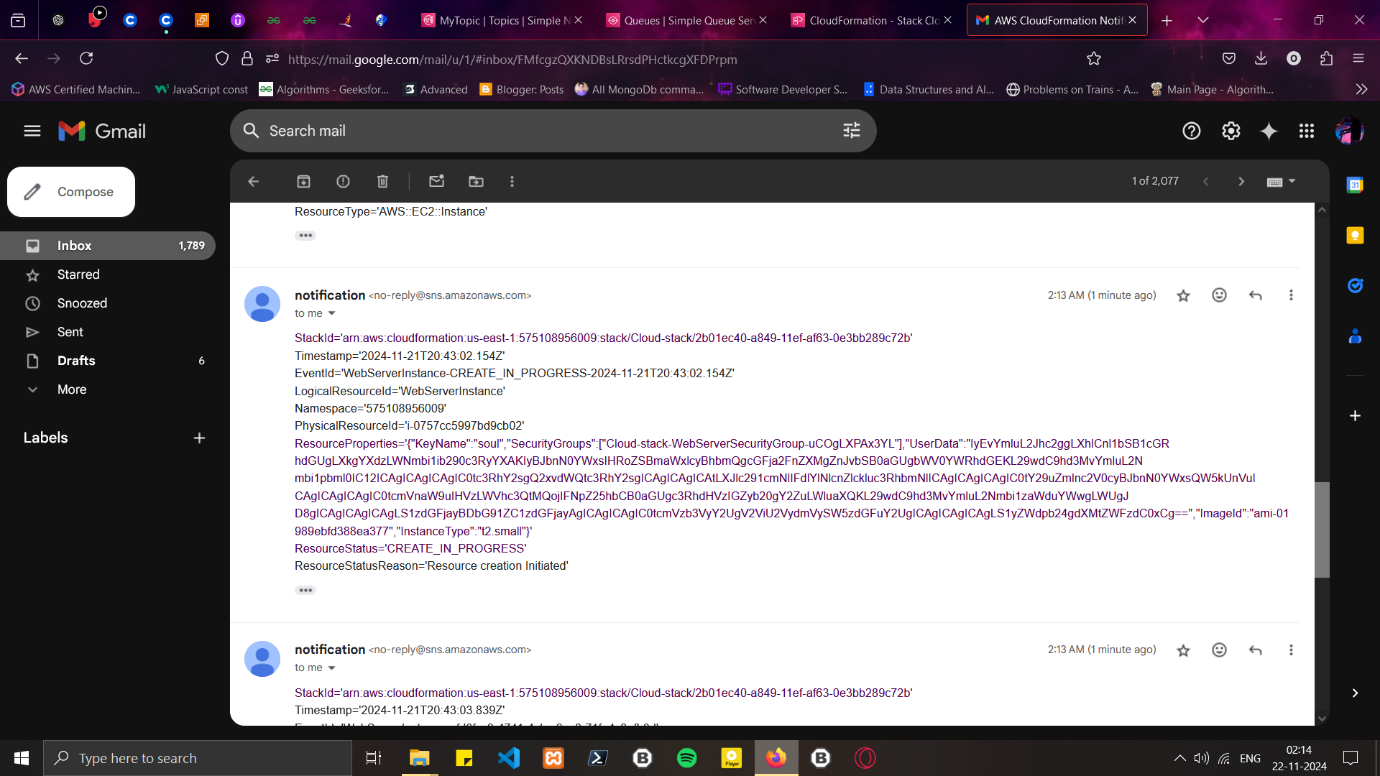 MyTopic | Topics | Simple N
Queues | Simple Queue Serv
CloudFormation - Stack Clo
AWS CloudFormation Notif
https://mail.google.com/mail/u/1/#inbox/FMfcgzQXKNDBsLRrsdPHctkcgXFDPrpm
AWS Certified Machin...
JavaScript const
Algorithms - Geeksfor...
Advanced
Blogger: Posts
All MongoDb comma...
Software Developer S...
Data Structures and Al...
Problems on Trains - A...
Main Page - Algorith...
Gmail
Search mail
Compose
1 of 2,077
Inbox 1,789
Starred
Snoozed
Sent
Drafts 6
More
Labels
ResourceType='AWS::EC2::Instance'
notification <no-reply@sns.amazonaws.com>
2:13 AM (1 minute ago)
to me
StackId='arn:aws:cloudformation:us-east-1:575108956009:stack/Cloud-stack/2b01ec40-a849-11ef-af63-0e3bb289c72b'
Timestamp='2024-11-21T20:43:02.154Z'
EventId='WebServerInstance-CREATE_IN_PROGRESS-2024-11-21T20:43:02.154Z'
LogicalResourceId='WebServerInstance'
Namespace='575108956009'
PhysicalResourceId='i-0757cc5997bd9cb02'
ResourceProperties='{"KeyName":"soul","SecurityGroups":["Cloud-stack-WebServerSecurityGroup-uCOgLXPAx3YL"],"UserData":
989ebfd388ea377","InstanceType":"t2.small"}'
ResourceStatus='CREATE_IN_PROGRESS'
ResourceStatusReason='Resource creation Initiated'
notification <no-reply@sns.amazonaws.com>
2:13 AM (1 minute ago)
to me
StackId='arn:aws:cloudformation:us-east-1:575108956009:stack/Cloud-stack/2b01ec40-a849-11ef-af63-0e3bb289c72b'
Timestamp='2024-11-21T20:43:03.839Z'
Type here to search
ENG
02:14
22-11-2024